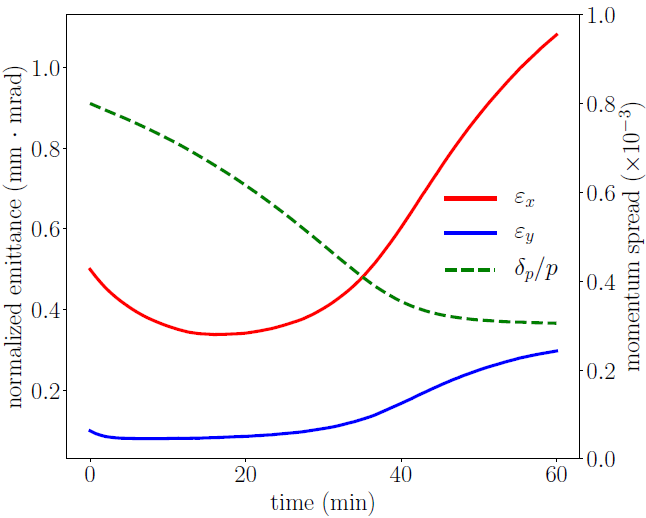 normalized emittance (mm · mrad)
1.0
0.8
0.6
0.4
0.2
1.0
0.8
0.6
0.4
0.2
0.0
momentum spread (×10⁻³)
εₓ
ε_y
δₚ/p
0 20 40 60
time (min)